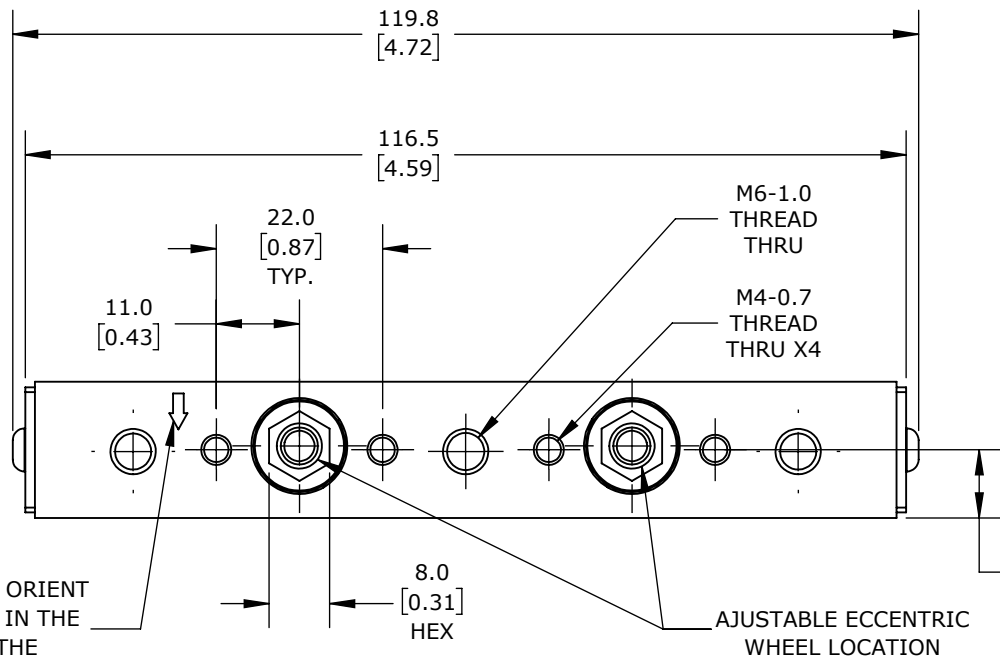 119.8
[4.72]
116.5
[4.59]
22.0
[0.87]
TYP.
11.0
[0.43]
M6-1.0
THREAD
THRU
M4-0.7
THREAD
THRU X4
ORIENT
IN THE
THE
8.0
[0.31]
HEX
AJUSTABLE ECCENTRIC
WHEEL LOCATION